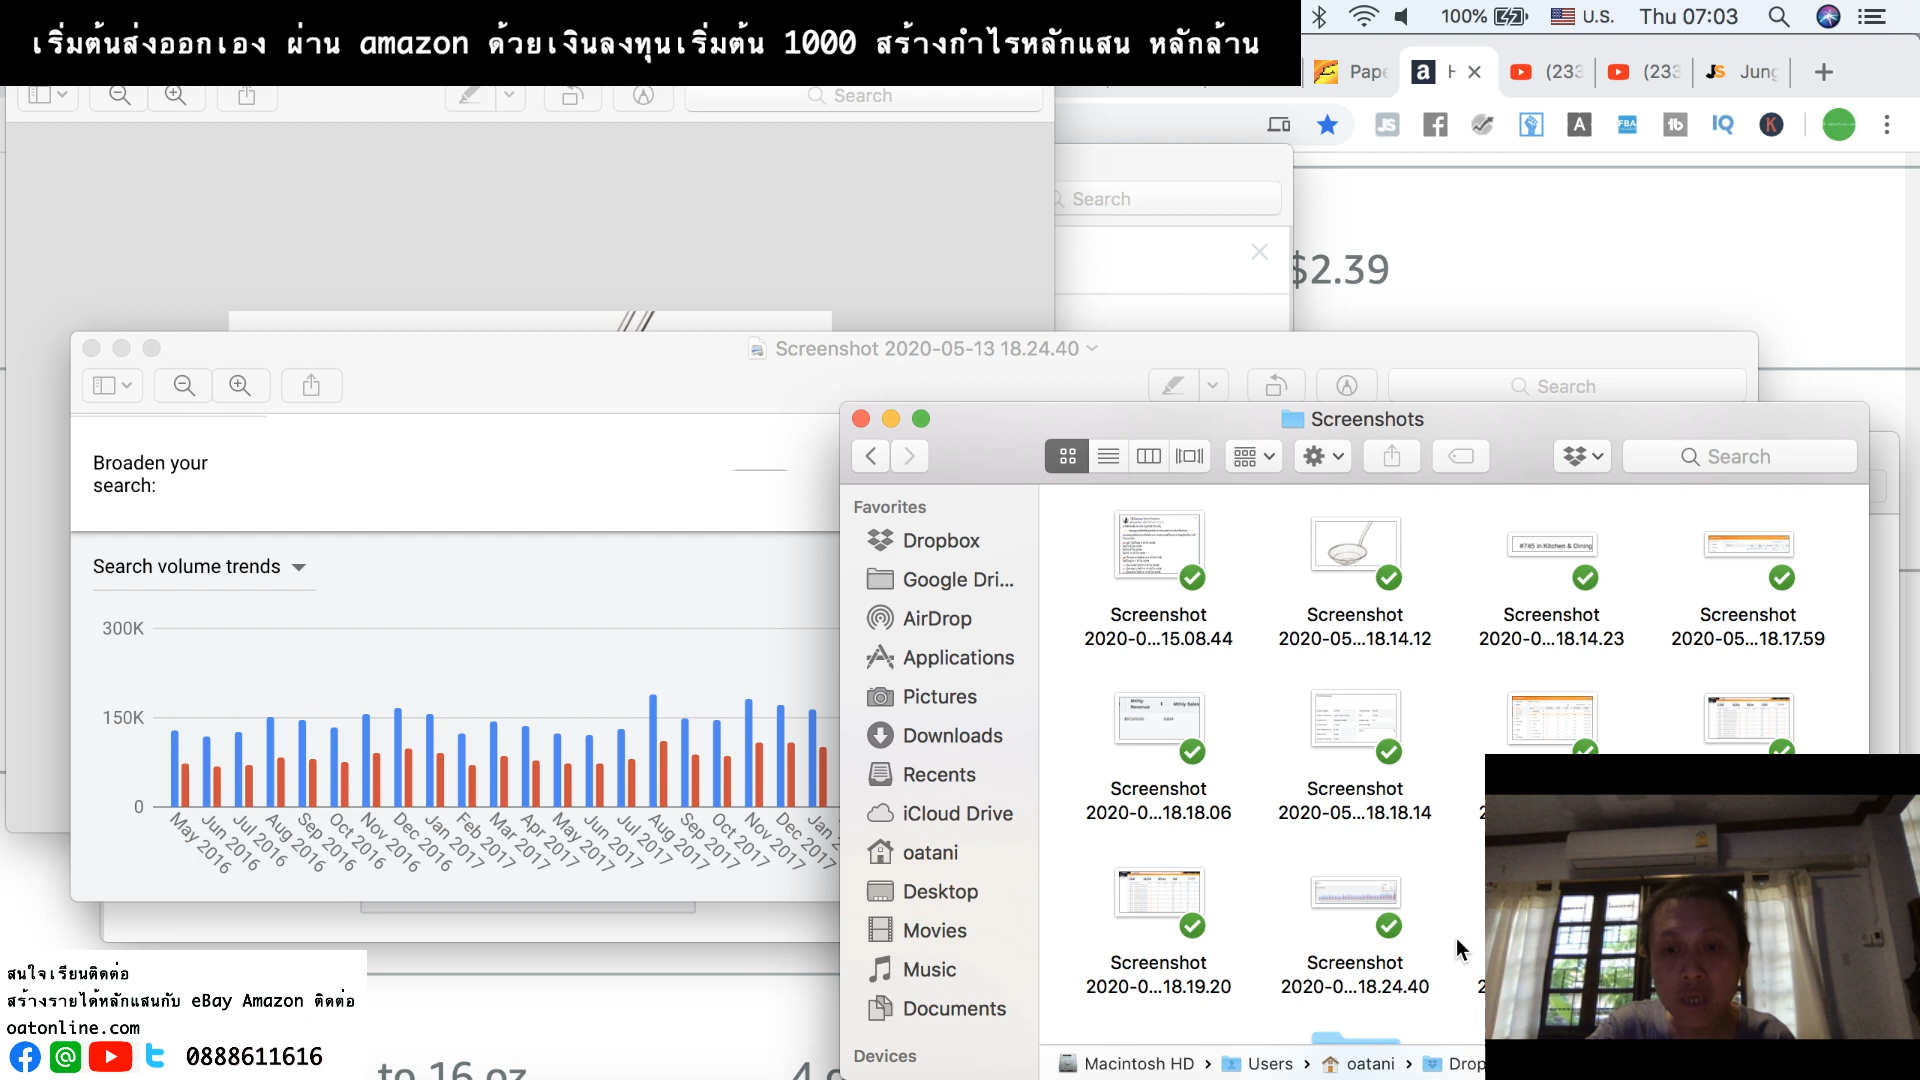 เริ่มต้นส่งออกเอง ผ่าน amazon ด้วยเงินลงทุนเริ่มต้น 1000 สร้างกำไรหลักแสน หลักล้าน
100% U.S. Thu 07:03
Pape (233 (233 Jung
Search
Search
$2.39
Screenshot 2020-05-13 18.24.40
Search
Broaden your
search:
Search volume trends
300K
150K
0
May 2016
Jun 2016
Jul 2016
Aug 2016
Sep 2016
Oct 2016
Nov 2016
Dec 2016
Jan 2017
Feb 2017
Mar 2017
Apr 2017
May 2017
Jun 2017
Jul 2017
Aug 2017
Sep 2017
Oct 2017
Nov 2017
Dec 2017
Jan
Screenshots
Search
Favorites
Dropbox
Google Dri...
AirDrop
Applications
Pictures
Downloads
Recents
iCloud Drive
oatani
Desktop
Movies
Music
Documents
Devices
#745 in Kitchen & Dining
Screenshot
2020-0...15.08.44
Screenshot
2020-05...18.14.12
Screenshot
2020-0...18.14.23
Screenshot
2020-05...18.17.59
Screenshot
2020-0...18.18.06
Screenshot
2020-05...18.18.14
Screenshot
2020-0...18.19.20
Screenshot
2020-0...18.24.40
Macintosh HD › Users › oatani › Drop
สนใจเรียนติดต่อ
สร้างรายได้หลักแสนกับ eBay Amazon ติดต่อ
oatonline.com
0888611616
to 16 oz